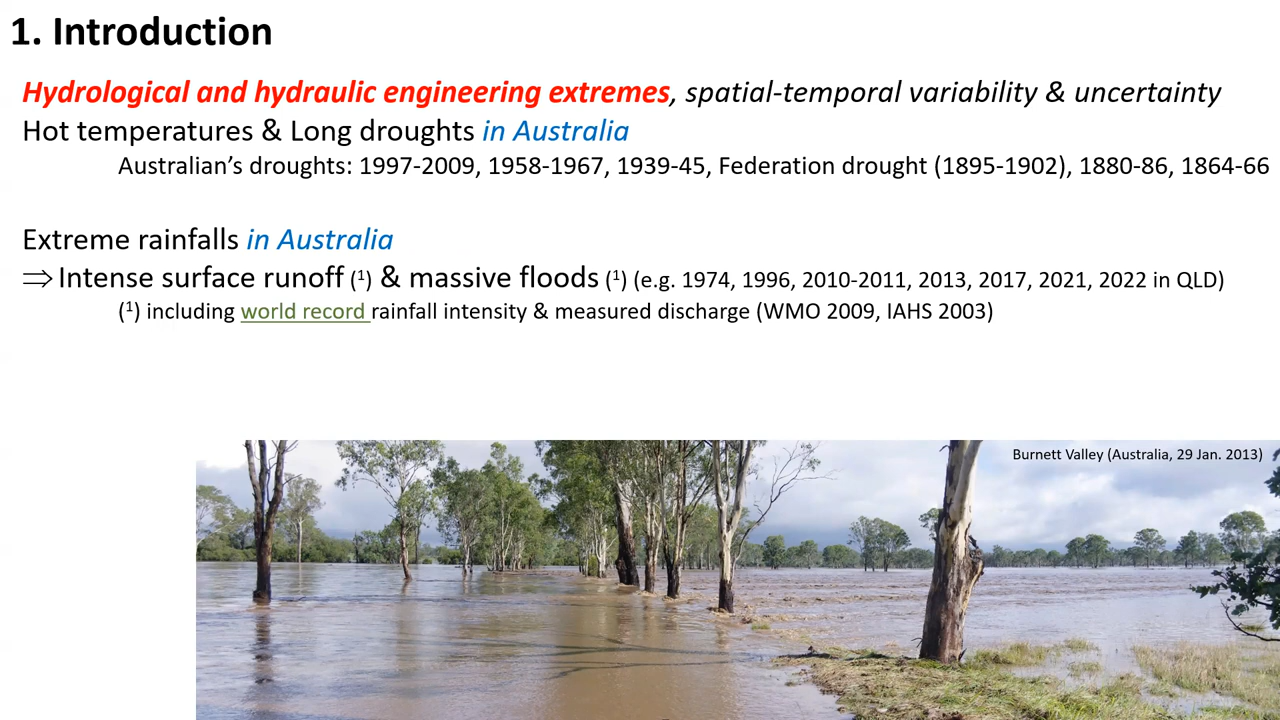 1. Introduction
Hydrological and hydraulic engineering extremes, spatial-temporal variability & uncertainty
Hot temperatures & Long droughts in Australia
Australian’s droughts: 1997-2009, 1958-1967, 1939-45, Federation drought (1895-1902), 1880-86, 1864-66
Extreme rainfalls in Australia
⇒ Intense surface runoff (¹) & massive floods (¹) (e.g. 1974, 1996, 2010-2011, 2013, 2017, 2021, 2022 in QLD)
(¹) including world record rainfall intensity & measured discharge (WMO 2009, IAHS 2003)
Burnett Valley (Australia, 29 Jan. 2013)